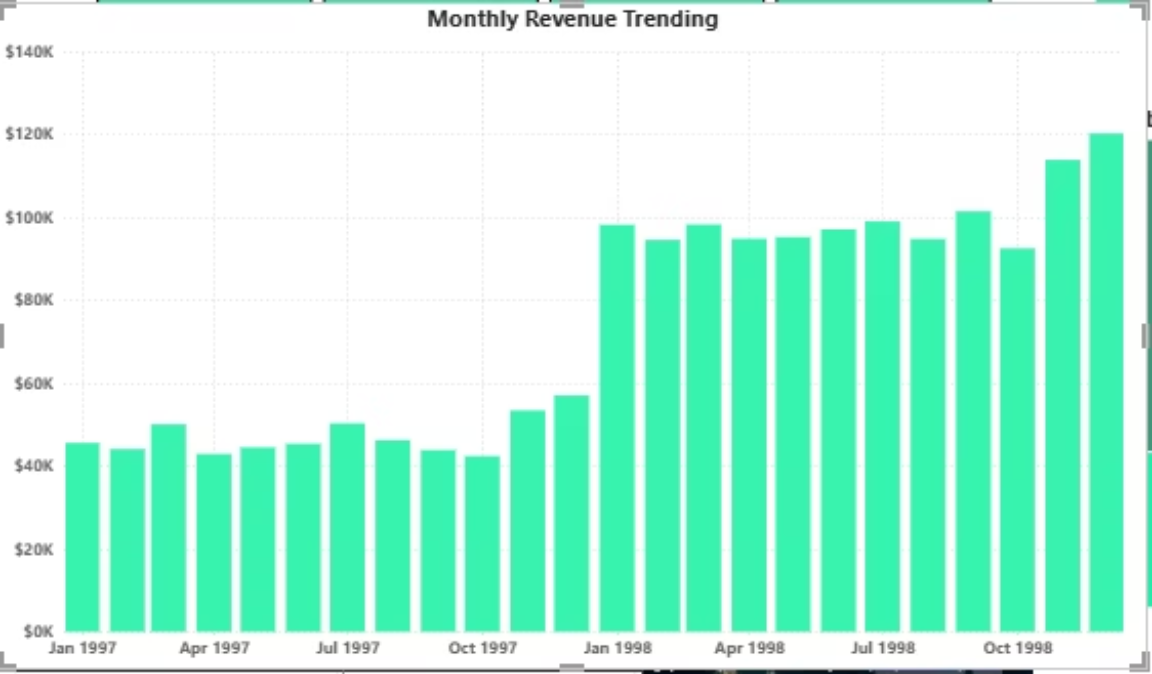 Monthly Revenue Trending
$140K
$120K
$100K
$80K
$60K
$40K
$20K
$0K
Jan 1997 Apr 1997 Jul 1997 Oct 1997 Jan 1998 Apr 1998 Jul 1998 Oct 1998